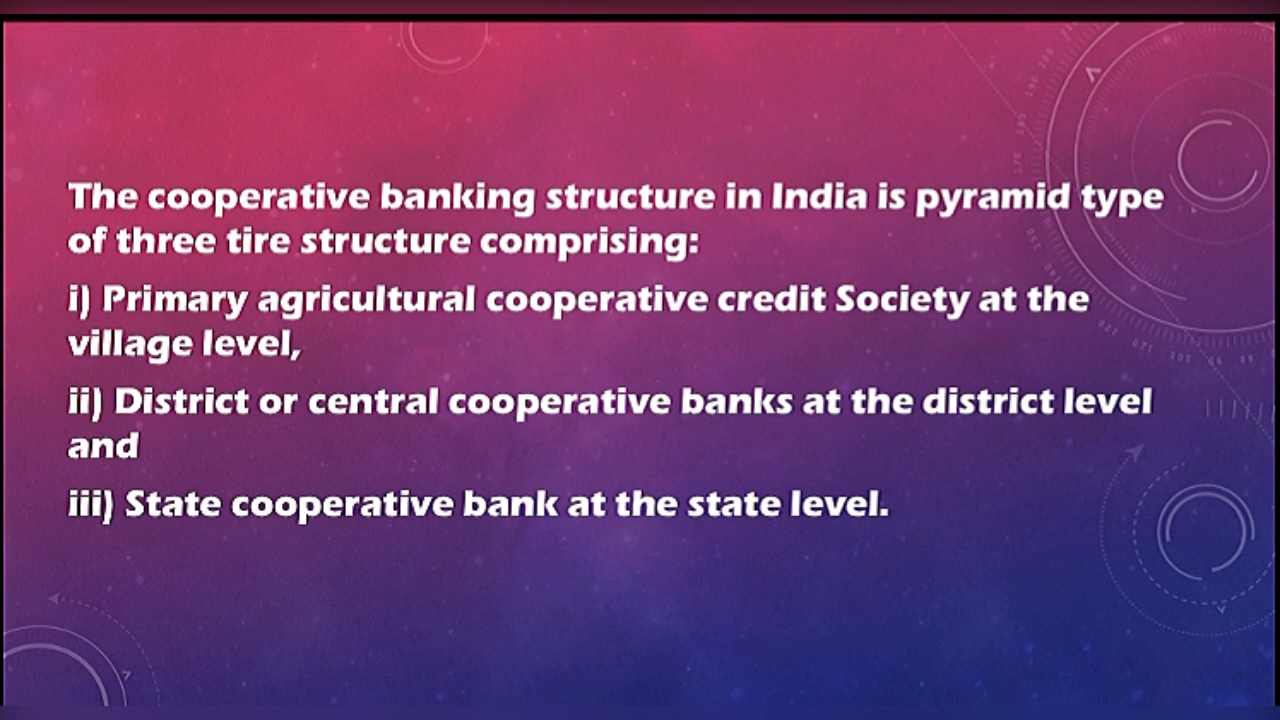 The cooperative banking structure in India is pyramid type
of three tire structure comprising:
i) Primary agricultural cooperative credit Society at the
village level,
ii) District or central cooperative banks at the district level
and
iii) State cooperative bank at the state level.